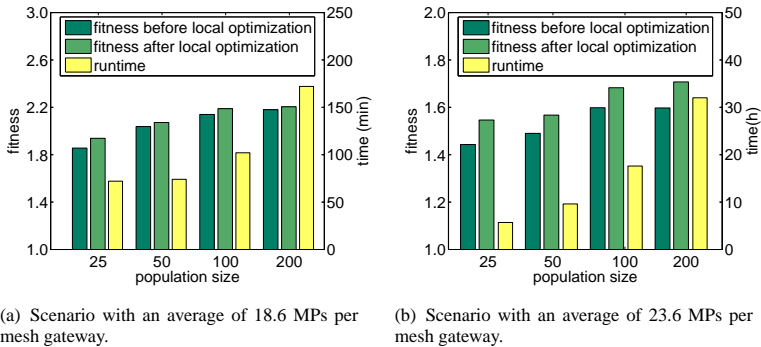 3.0
2.6
2.2
1.8
1.4
1.0
fitness
fitness before local optimization
fitness after local optimization
runtime
250
200
150
100
50
0
time (min)
25 50 100 200
population size
2.0
1.8
1.6
1.4
1.2
1.0
fitness
fitness before local optimization
fitness after local optimization
runtime
50
40
30
20
10
0
time(h)
25 50 100 200
population size
(a) Scenario with an average of 18.6 MPs per
mesh gateway.
(b) Scenario with an average of 23.6 MPs per
mesh gateway.